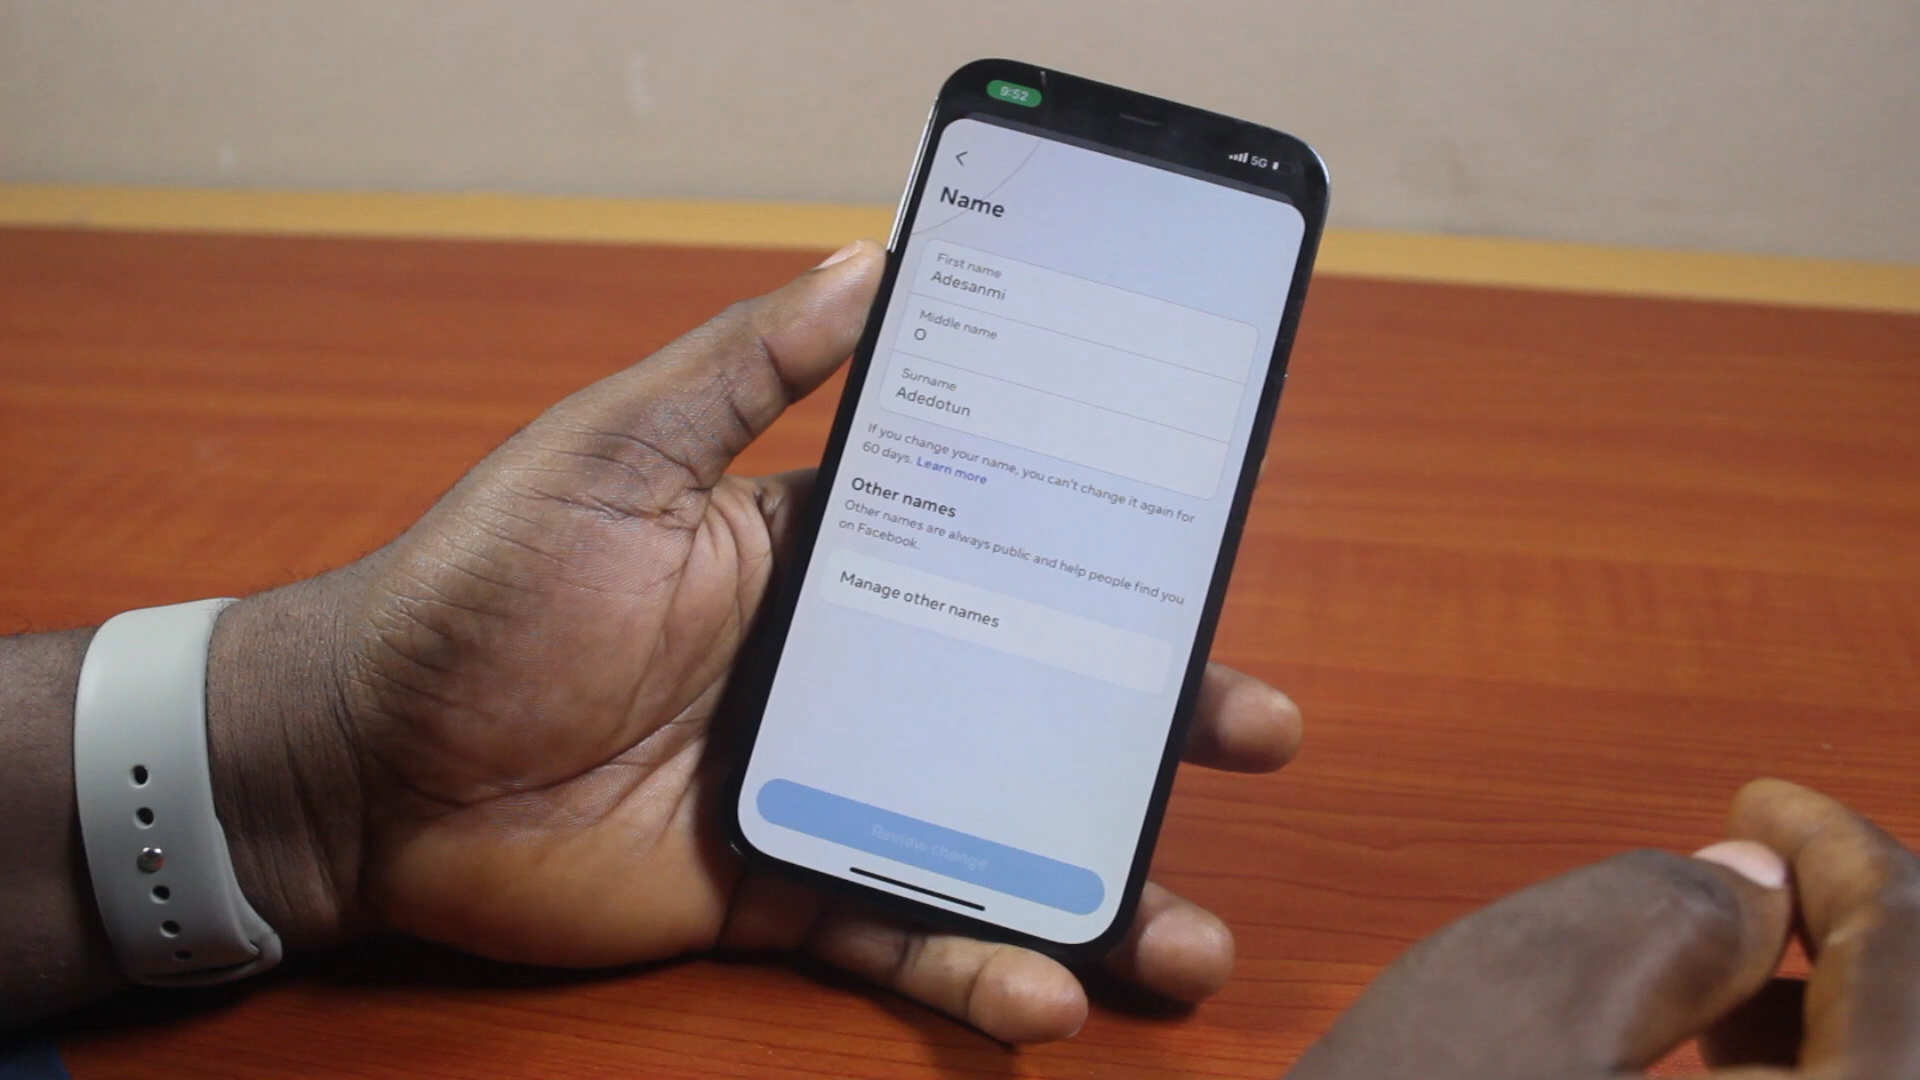 9:52
5G
Name
First name
Adesanmi
Middle name
O
Surname
Adedotun
If you change your name, you can't change it again for
60 days. Learn more
Other names
Other names are always public and help people find you
on Facebook.
Manage other names
Review change